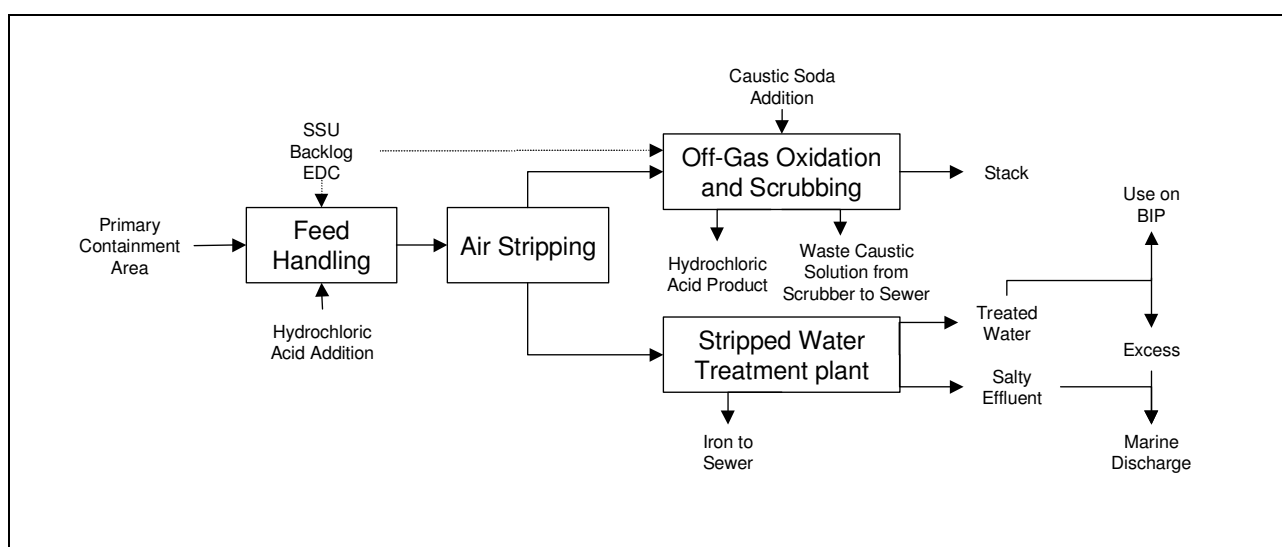 Caustic Soda
Addition
SSU
Backlog
EDC
Off-Gas Oxidation
and Scrubbing
Stack
Use on
BIP
Primary
Containment
Area
Feed
Handling
Air Stripping
Hydrochloric
Acid Product
Waste Caustic
Solution from
Scrubber to Sewer
Hydrochloric
Acid Addition
Stripped Water
Treatment plant
Treated
Water
Excess
Salty
Effluent
Iron to
Sewer
Marine
Discharge